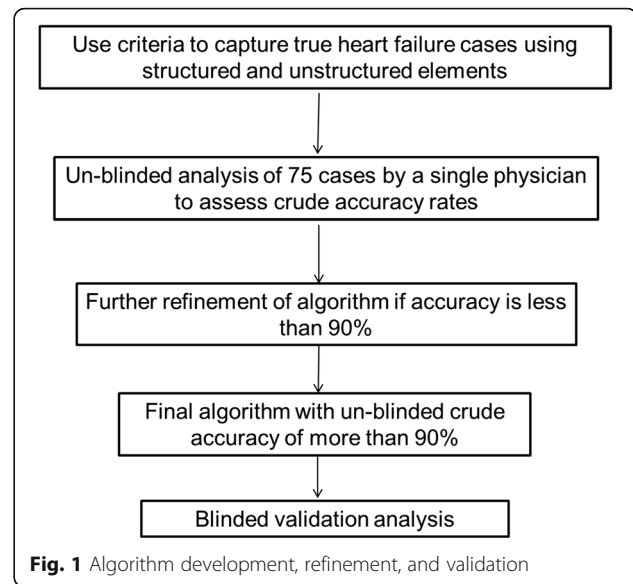 Use criteria to capture true heart failure cases using
structured and unstructured elements
Un-blinded analysis of 75 cases by a single physician
to assess crude accuracy rates
Further refinement of algorithm if accuracy is less
than 90%
Final algorithm with un-blinded crude
accuracy of more than 90%
Blinded validation analysis
Fig. 1 Algorithm development, refinement, and validation